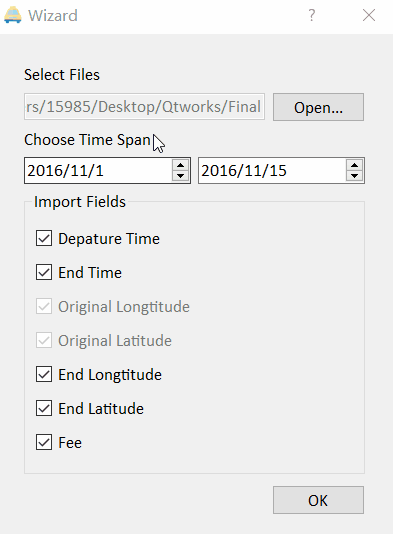 Wizard
Select Files
rs/15985/Desktop/Qtworks/Final
Open...
Choose Time Span
2016/11/1
2016/11/15
Import Fields
Depature Time
End Time
Original Longtitude
Original Latitude
End Longtitude
End Latitude
Fee
OK